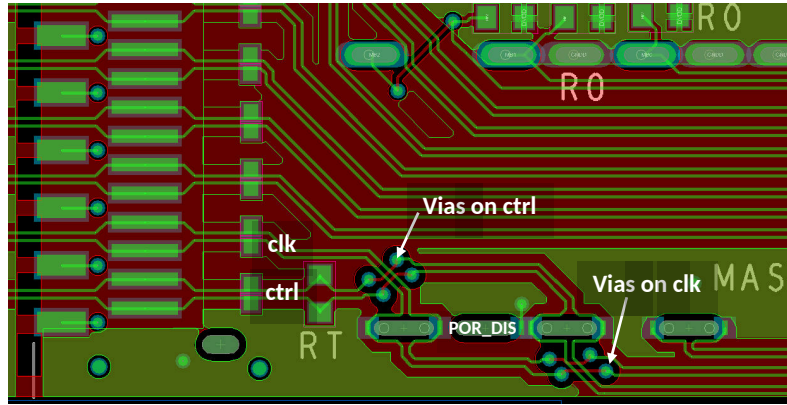 RO
RO
Vias on ctrl
clk
Vias on clk
MAS
ctrl
POR_DIS
RT